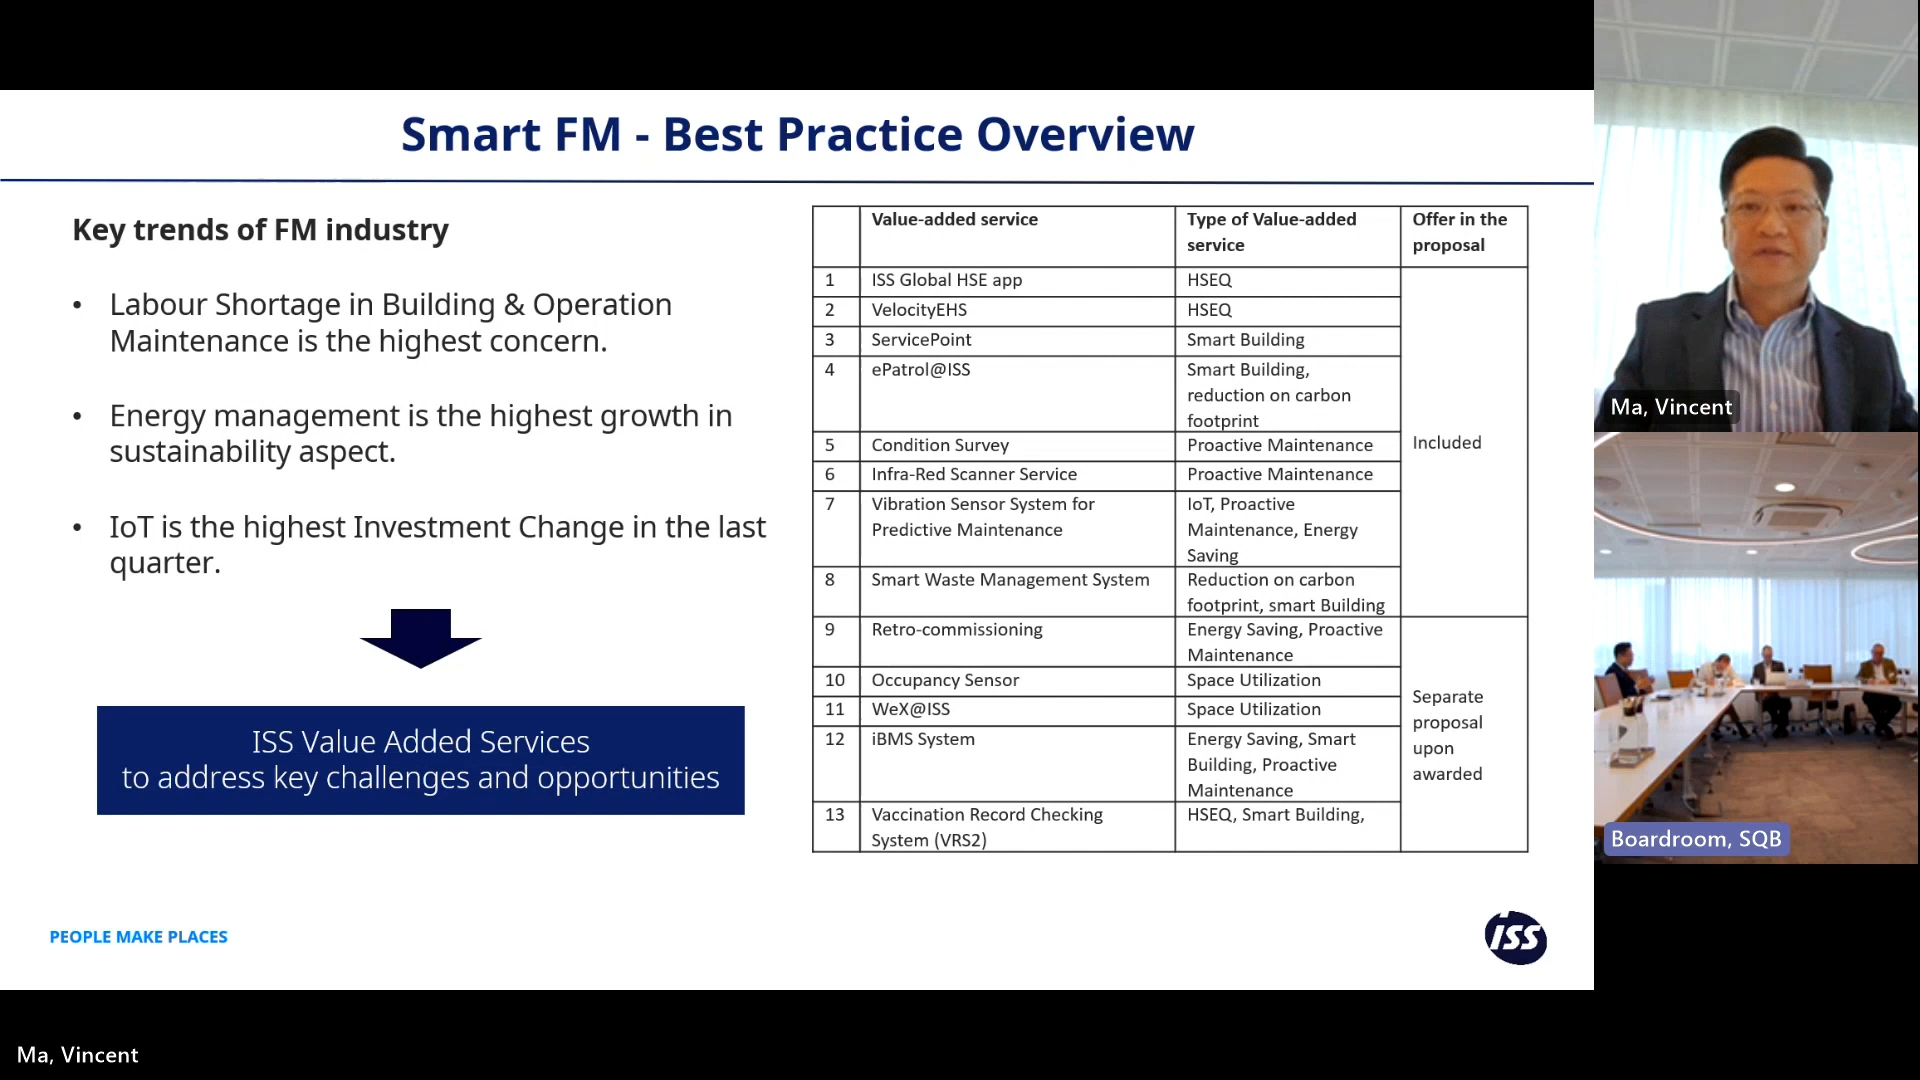 Smart FM - Best Practice Overview
Key trends of FM industry
• Labour Shortage in Building & Operation
Maintenance is the highest concern.
• Energy management is the highest growth in
sustainability aspect.
• IoT is the highest Investment Change in the last
quarter.
ISS Value Added Services
to address key challenges and opportunities
Value-added service
Type of Value-added
service
Offer in the
proposal
1 ISS Global HSE app HSEQ
2 VelocityEHS HSEQ
3 ServicePoint Smart Building
4 ePatrol@ISS Smart Building,
reduction on carbon
footprint
5 Condition Survey Proactive Maintenance
6 Infra-Red Scanner Service Proactive Maintenance
7 Vibration Sensor System for IoT, Proactive
Predictive Maintenance Maintenance, Energy
Saving
8 Smart Waste Management System Reduction on carbon
footprint, smart Building
Included
9 Retro-commissioning Energy Saving, Proactive
Maintenance
10 Occupancy Sensor Space Utilization
11 WeX@ISS Space Utilization
12 iBMS System Energy Saving, Smart
Building, Proactive
Maintenance
13 Vaccination Record Checking HSEQ, Smart Building,
System (VRS2)
Separate
proposal
upon
awarded
PEOPLE MAKE PLACES
ISS
Ma, Vincent
Boardroom, SQB
Ma, Vincent